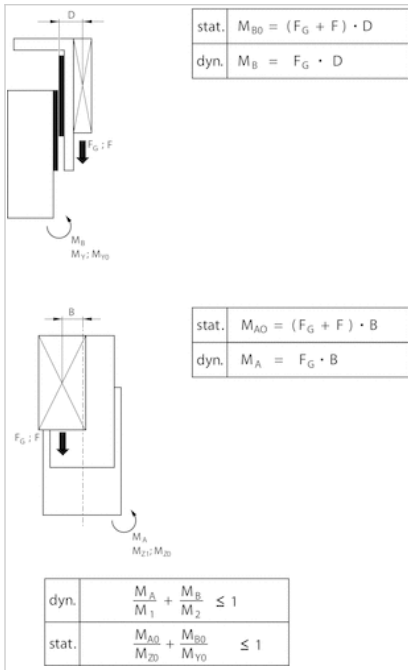 D
stat. M_B0 = (F_G + F) · D
dyn. M_B = F_G · D
F_G ; F
M_B
M_Y; M_Y0
B
stat. M_AO = (F_G + F) · B
dyn. M_A = F_G · B
F_G ; F
M_A
M_Z1; M_Z0
dyn. M_A/M_1 + M_B/M_2 ≤ 1
stat. M_A0/M_Z0 + M_B0/M_Y0 ≤ 1